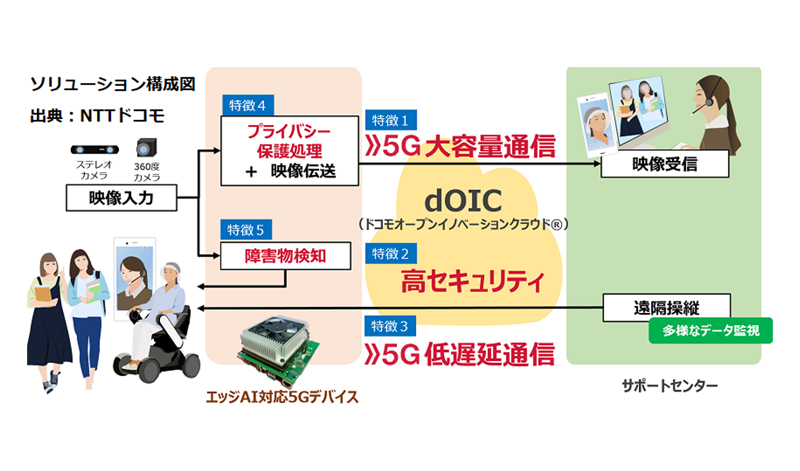 ソリューション構成図
出典：NTTドコモ
ステレオ
カメラ
360度
カメラ
映像入力
特徴4
プライバシー
保護処理
＋ 映像伝送
特徴5
障害物検知
エッジAI対応5Gデバイス
特徴1
》5G 大容量通信
dOIC
（ドコモオープンイノベーションクラウド®）
特徴2
高セキュリティ
特徴3
》5G 低遅延通信
映像受信
遠隔操縦
多様なデータ監視
サポートセンター